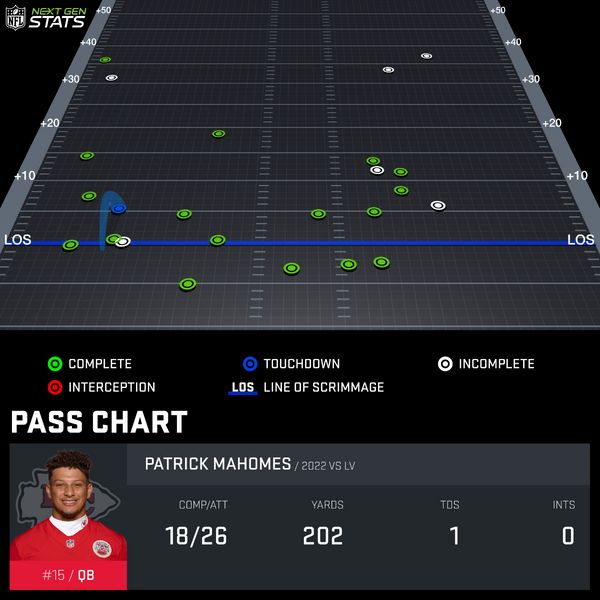 NFL NEXT GEN
STATS
+50 +50
+40 +40
+30 +30
+20 +20
+10 +10
LOS LOS
COMPLETE TOUCHDOWN INCOMPLETE
INTERCEPTION LOS LINE OF SCRIMMAGE
PASS CHART
PATRICK MAHOMES / 2022 VS LV
COMP/ATT YARDS TDS INTS
18/26 202 1 0
#15 / QB